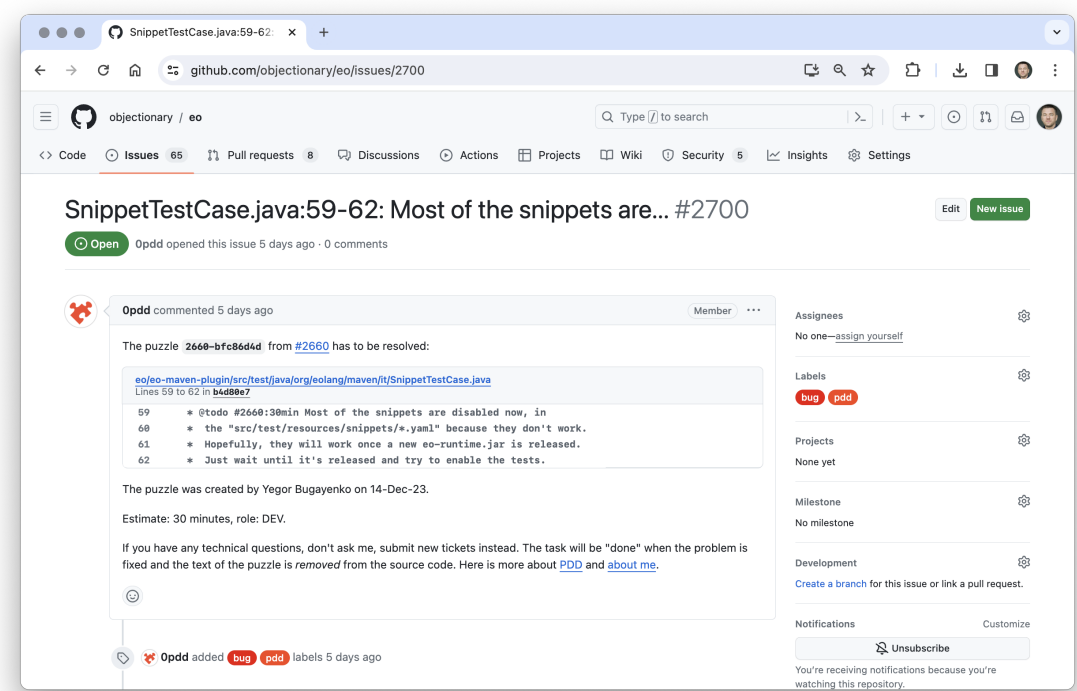 SnippetTestCase.java:59-62:
github.com/objectionary/eo/issues/2700
objectionary / eo
Type / to search
Code
Issues 65
Pull requests 8
Discussions
Actions
Projects
Wiki
Security 5
Insights
Settings
SnippetTestCase.java:59-62: Most of the snippets are... #2700
Edit
New issue
Open
0pdd opened this issue 5 days ago · 0 comments
0pdd commented 5 days ago
Member
The puzzle 2660-bfc86d4d from #2660 has to be resolved:
eo/eo-maven-plugin/src/test/java/org/eolang/maven/it/SnippetTestCase.java
Lines 59 to 62 in b4d80e7
59 * @todo #2660:30min Most of the snippets are disabled now, in
60 * the "src/test/resources/snippets/*.yaml" because they don't work.
61 * Hopefully, they will work once a new eo-runtime.jar is released.
62 * Just wait until it's released and try to enable the tests.
The puzzle was created by Yegor Bugayenko on 14-Dec-23.
Estimate: 30 minutes, role: DEV.
If you have any technical questions, don't ask me, submit new tickets instead. The task will be "done" when the problem is
fixed and the text of the puzzle is removed from the source code. Here is more about PDD and about me.
0pdd added bug pdd labels 5 days ago
Assignees
No one—assign yourself
Labels
bug pdd
Projects
None yet
Milestone
No milestone
Development
Create a branch for this issue or link a pull request.
Notifications
Customize
Unsubscribe
You're receiving notifications because you're
watching this repository.